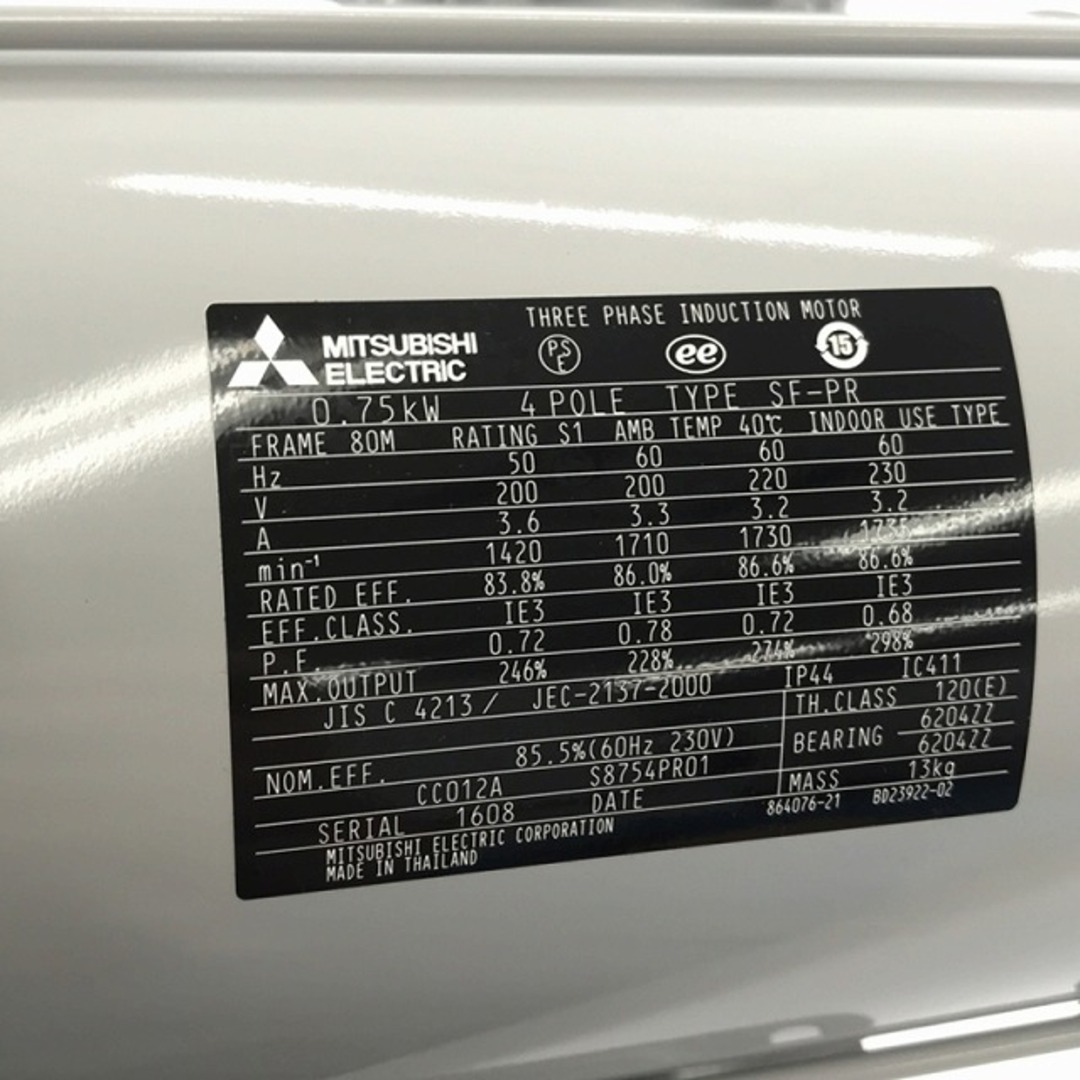 THREE PHASE INDUCTION MOTOR
MITSUBISHI
ELECTRIC
PS
E
ee
15
0.75kW 4 POLE TYPE SF-PR
FRAME 80M RATING S1 AMB TEMP 40℃ INDOOR USE TYPE
Hz 50 60 60 60
V 200 200 220 230
A 3.6 3.3 3.2 3.2
min⁻¹ 1420 1710 1730 1735
RATED EFF. 83.8% 86.0% 86.6% 86.6%
EFF.CLASS. IE3 IE3 IE3 IE3
P.F. 0.72 0.78 0.72 0.68
MAX.OUTPUT 246% 228% 274% 298%
JIS C 4213/ JEC-2137-2000 IP44 IC411
TH.CLASS 120(E)
NOM.EFF. 85.5%(60Hz 230V) BEARING 6204ZZ
6204ZZ
CC012A S8754PR01 MASS 13kg
SERIAL 1608 DATE 864076-21 BD23922-02
MITSUBISHI ELECTRIC CORPORATION
MADE IN THAILAND